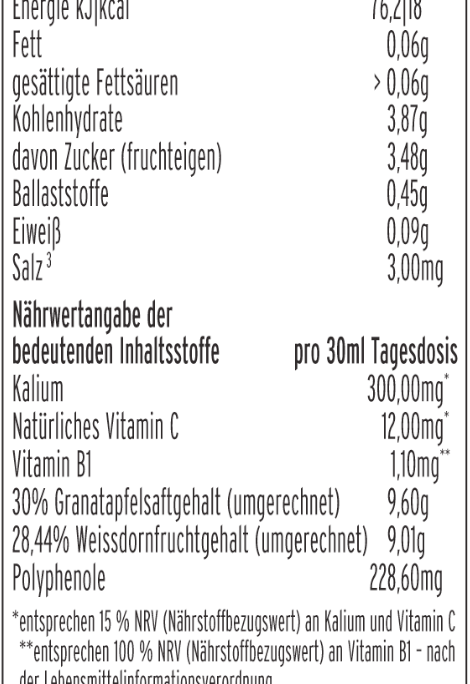 Energie kJ|kcal 76,2|18
Fett 0,06g
gesättigte Fettsäuren > 0,06g
Kohlenhydrate 3,87g
davon Zucker (fruchteigen) 3,48g
Ballaststoffe 0,45g
Eiweiß 0,09g
Salz ³ 3,00mg
Nährwertangabe der
bedeutenden Inhaltsstoffe pro 30ml Tagesdosis
Kalium 300,00mg*
Natürliches Vitamin C 12,00mg*
Vitamin B1 1,10mg**
30% Granatapfelsaftgehalt (umgerechnet) 9,60g
28,44% Weissdornfruchtgehalt (umgerechnet) 9,01g
Polyphenole 228,60mg
*entsprechen 15 % NRV (Nährstoffbezugswert) an Kalium und Vitamin C
**entsprechen 100 % NRV (Nährstoffbezugswert) an Vitamin B1 - nach
der Lebensmittelinformationsverordnung